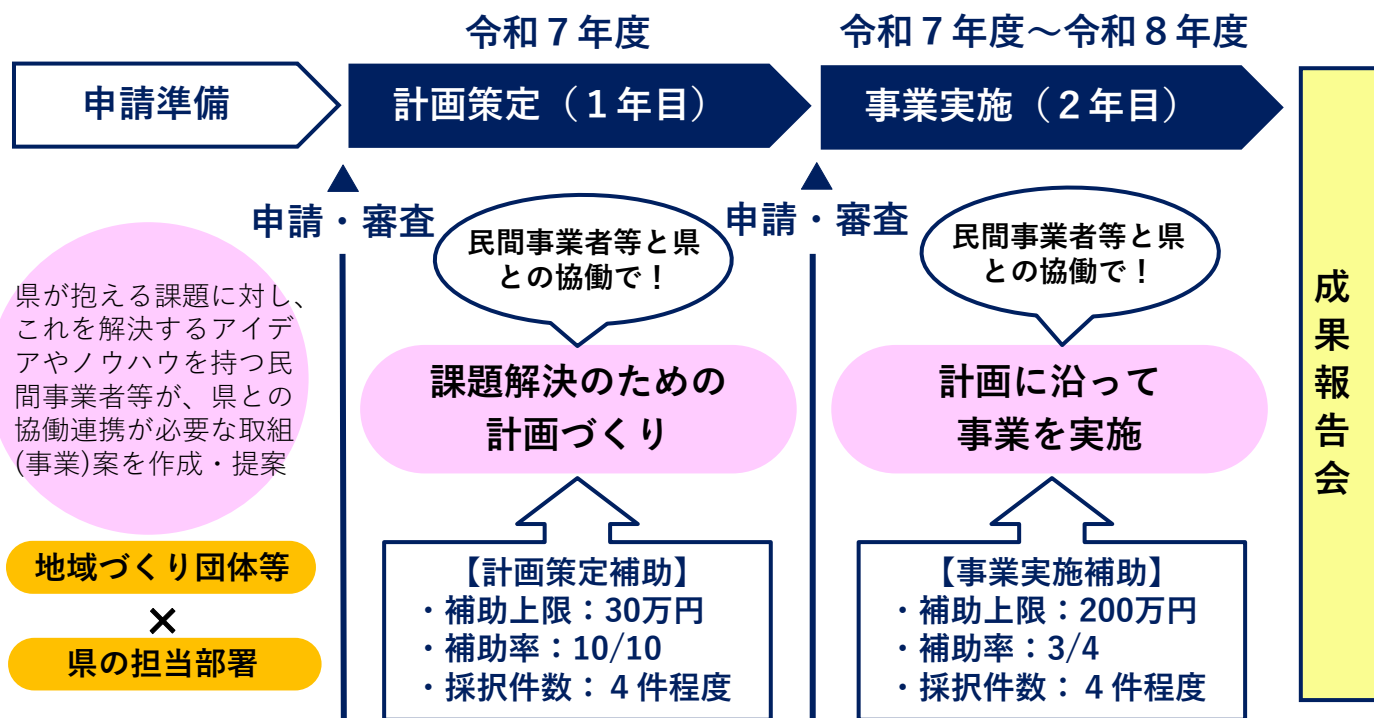 令和７年度
令和７年度～令和８年度
申請準備
計画策定（１年目）
事業実施（２年目）
申請・審査
申請・審査
県が抱える課題に対し、
これを解決するアイデ
アやノウハウを持つ民
間事業者等が、県との
協働連携が必要な取組
(事業)案を作成・提案
地域づくり団体等
×
県の担当部署
民間事業者等と県
との協働で！
課題解決のための
計画づくり
【計画策定補助】
・補助上限：30万円
・補助率：10/10
・採択件数：４件程度
民間事業者等と県
との協働で！
計画に沿って
事業を実施
【事業実施補助】
・補助上限：200万円
・補助率：3/4
・採択件数：４件程度
成果報告会